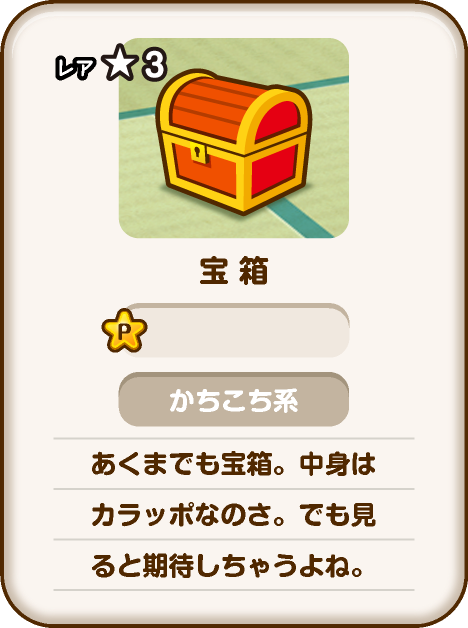 レア★3
宝箱
P
かちこち系
あくまでも宝箱。中身は
カラッポなのさ。でも見
ると期待しちゃうよね。